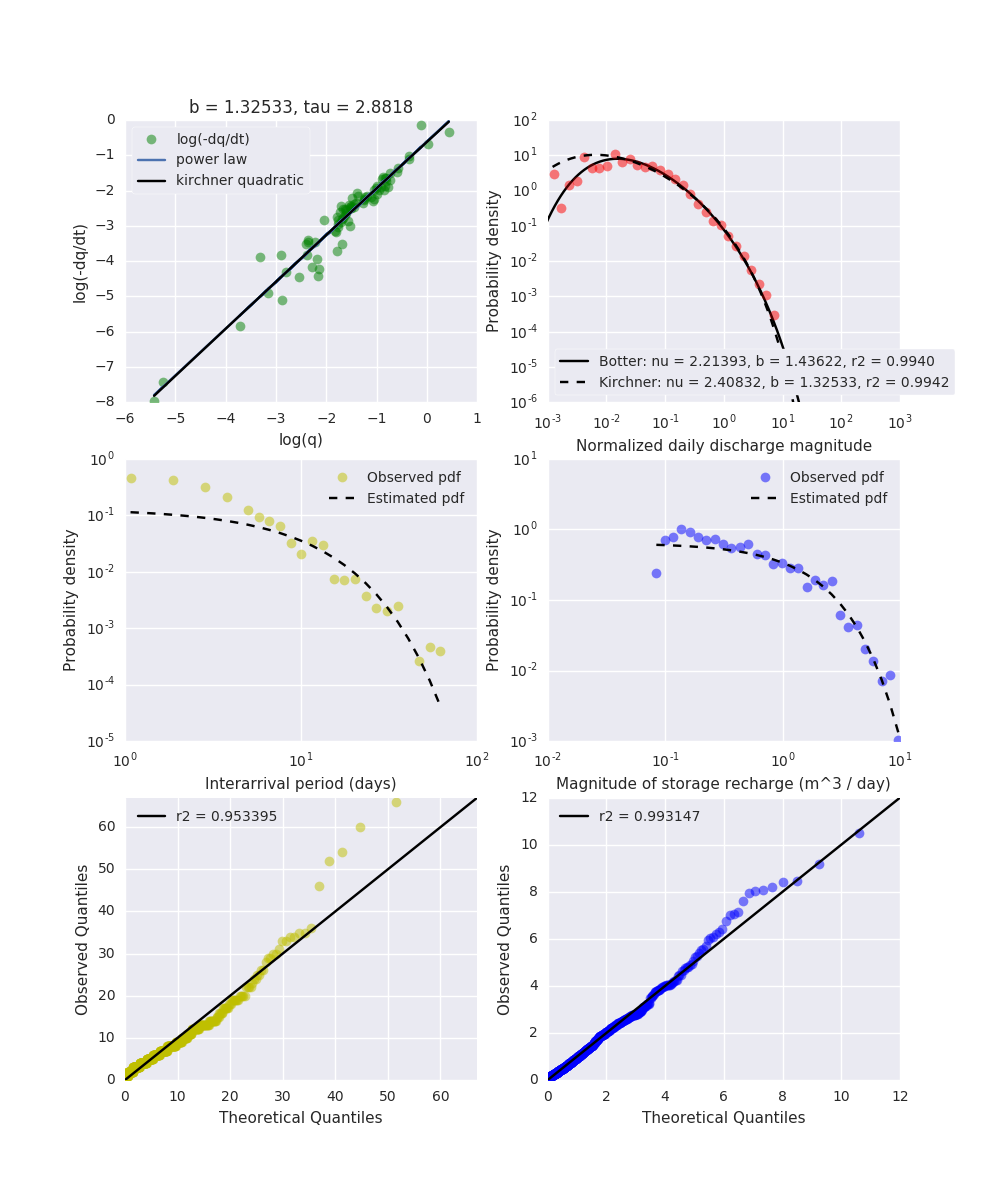 b = 1.32533, tau = 2.8818
log(-dq/dt)
power law
kirchner quadratic
0
−1
−2
−3
−4
−5
−6
−7
−8
log(-dq/dt)
−6 −5 −4 −3 −2 −1 0 1
log(q)
10^2
10^1
10^0
10^-1
10^-2
10^-3
10^-4
10^-5
10^-6
Probability density
Botter: nu = 2.21393, b = 1.43622, r2 = 0.9940
Kirchner: nu = 2.40832, b = 1.32533, r2 = 0.9942
10^-3 10^-2 10^-1 10^0 10^1 10^2 10^3
Normalized daily discharge magnitude
10^0
10^-1
10^-2
10^-3
10^-4
10^-5
Probability density
Observed pdf
Estimated pdf
10^0 10^1 10^2
Interarrival period (days)
10^1
10^0
10^-1
10^-2
10^-3
Probability density
Observed pdf
Estimated pdf
10^-2 10^-1 10^0 10^1
Magnitude of storage recharge (m^3 / day)
r2 = 0.953395
60
50
40
30
20
10
0
Observed Quantiles
0 10 20 30 40 50 60
Theoretical Quantiles
r2 = 0.993147
12
10
8
6
4
2
0
Observed Quantiles
0 2 4 6 8 10 12
Theoretical Quantiles